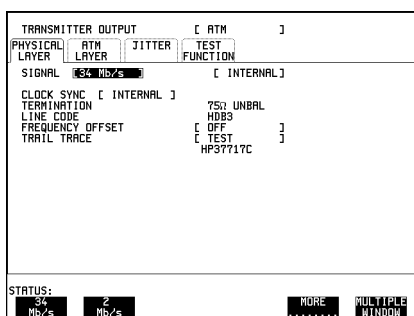 TRANSMITTER OUTPUT [ ATM ]
PHYSICAL LAYER ATM LAYER JITTER TEST FUNCTION
SIGNAL [34 Mb/s ] [ INTERNAL]
CLOCK SYNC [ INTERNAL ]
TERMINATION 75Ω UNBAL
LINE CODE HDB3
FREQUENCY OFFSET [ OFF ]
TRAIL TRACE [ TEST ]
HP37717C
STATUS:
34 Mb/s 2 Mb/s MORE ........ MULTIPLE WINDOW